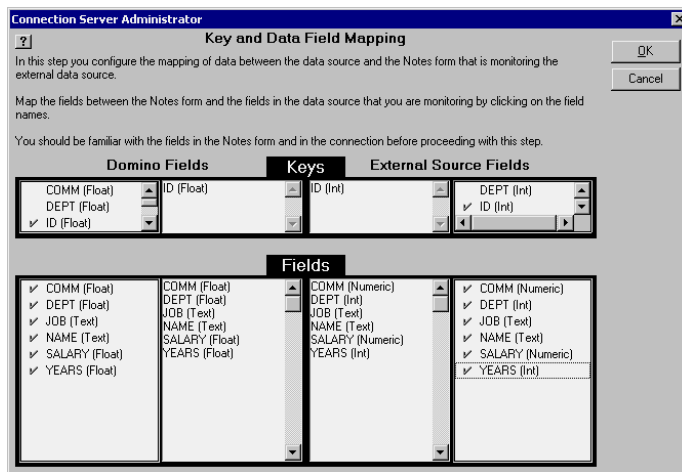 Connection Server Administrator
?
Key and Data Field Mapping
OK
Cancel
In this step you configure the mapping of data between the data source and the Notes form that is monitoring the
external data source.
Map the fields between the Notes form and the fields in the data source that you are monitoring by clicking on the field
names.
You should be familiar with the fields in the Notes form and in the connection before proceeding with this step.
Domino Fields
Keys
External Source Fields
COMM (Float)
DEPT (Float)
ID (Float)
ID (Float)
ID (Int)
DEPT (Int)
ID (Int)
Fields
COMM (Float)
DEPT (Float)
JOB (Text)
NAME (Text)
SALARY (Float)
YEARS (Float)
COMM (Float)
DEPT (Float)
JOB (Text)
NAME (Text)
SALARY (Float)
YEARS (Float)
COMM (Numeric)
DEPT (Int)
JOB (Text)
NAME (Text)
SALARY (Numeric)
YEARS (Int)
COMM (Numeric)
DEPT (Int)
JOB (Text)
NAME (Text)
SALARY (Numeric)
YEARS (Int)